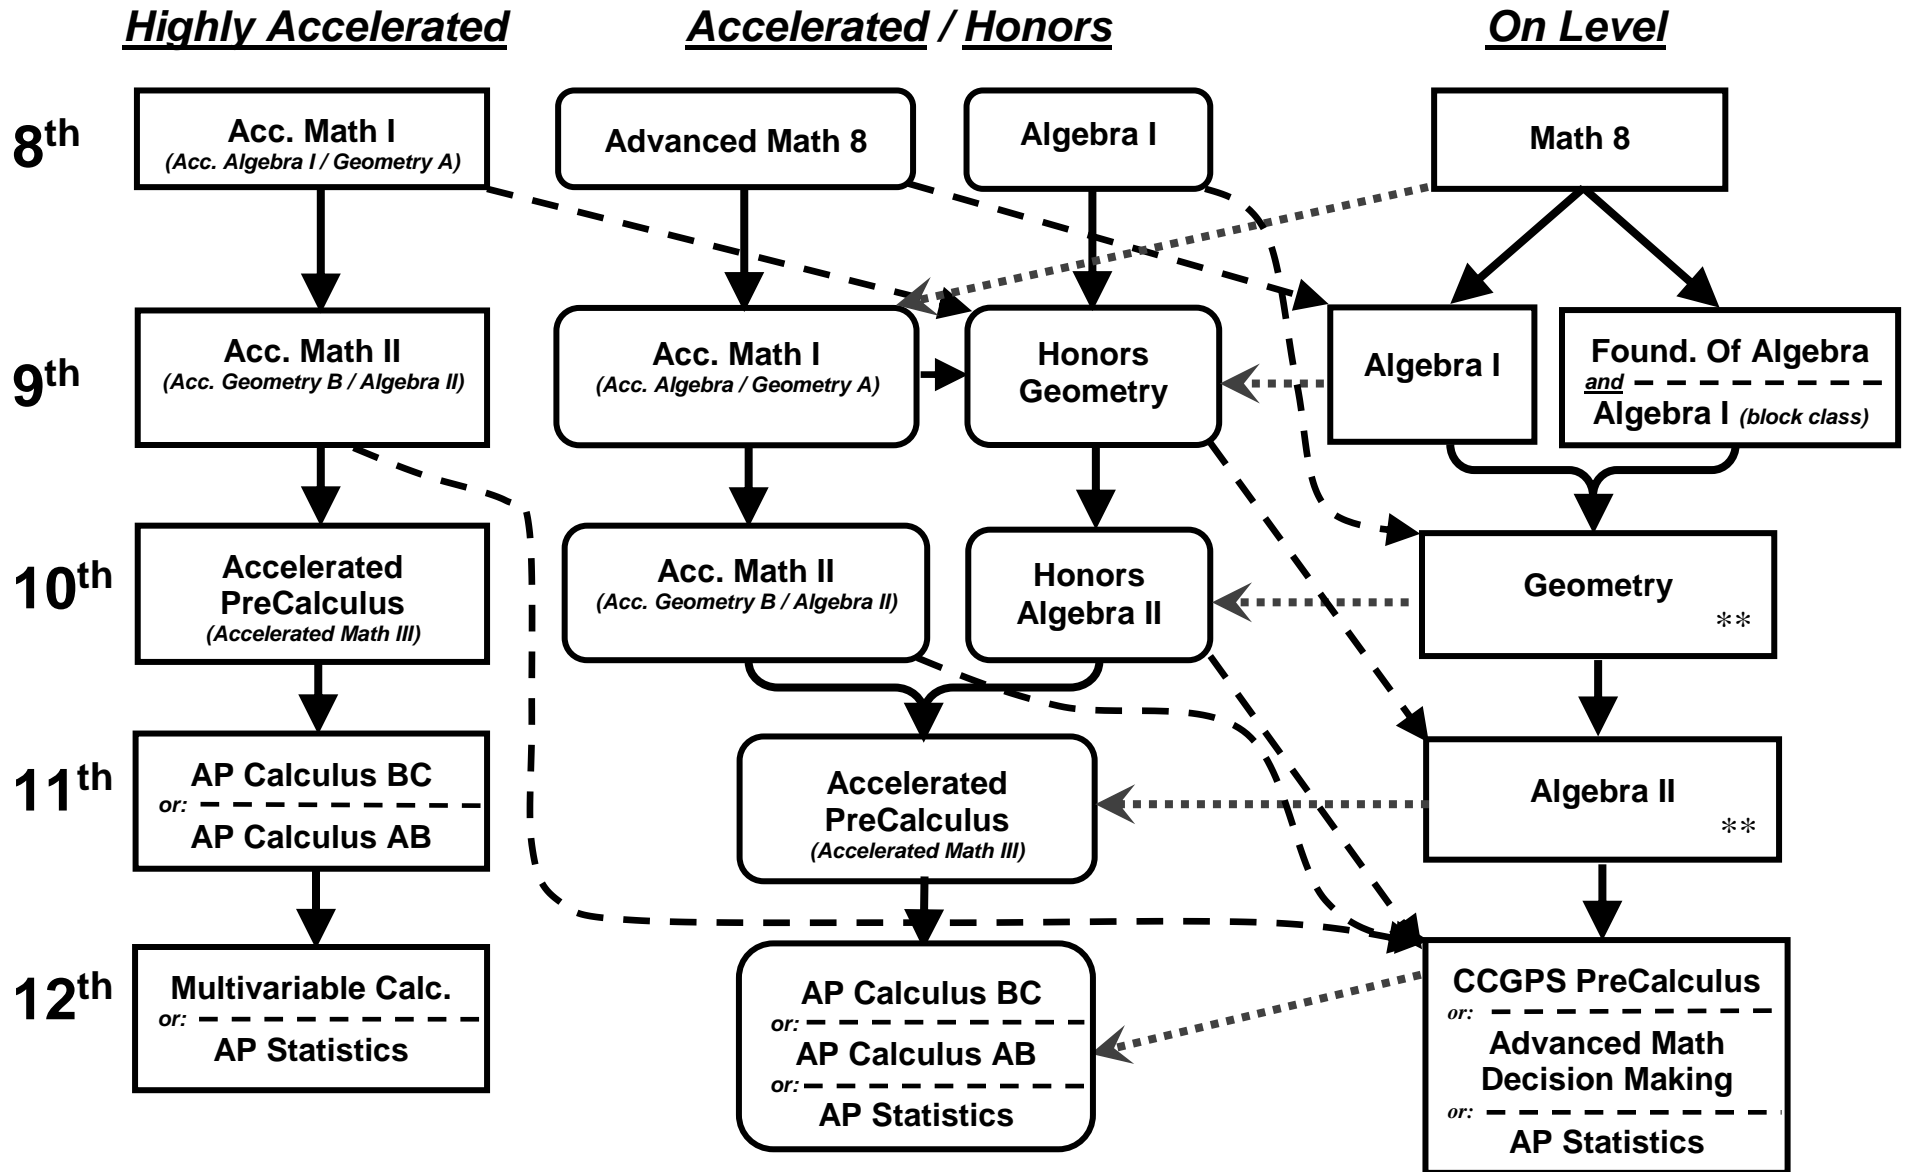 Highly Accelerated
Accelerated / Honors
On Level
8th
Acc. Math I
(Acc. Algebra I / Geometry A)
Advanced Math 8
Algebra I
Math 8
9th
Acc. Math II
(Acc. Geometry B / Algebra II)
Acc. Math I
(Acc. Algebra / Geometry A)
Honors
Geometry
Algebra I
Found. Of Algebra
and
Algebra I (block class)
10th
Accelerated
PreCalculus
(Accelerated Math III)
Acc. Math II
(Acc. Geometry B / Algebra II)
Honors
Algebra II
Geometry
**
11th
AP Calculus BC
or:
AP Calculus AB
Accelerated
PreCalculus
(Accelerated Math III)
Algebra II
**
12th
Multivariable Calc.
or:
AP Statistics
AP Calculus BC
or:
AP Calculus AB
or:
AP Statistics
CCGPS PreCalculus
or:
Advanced Math
Decision Making
or:
AP Statistics